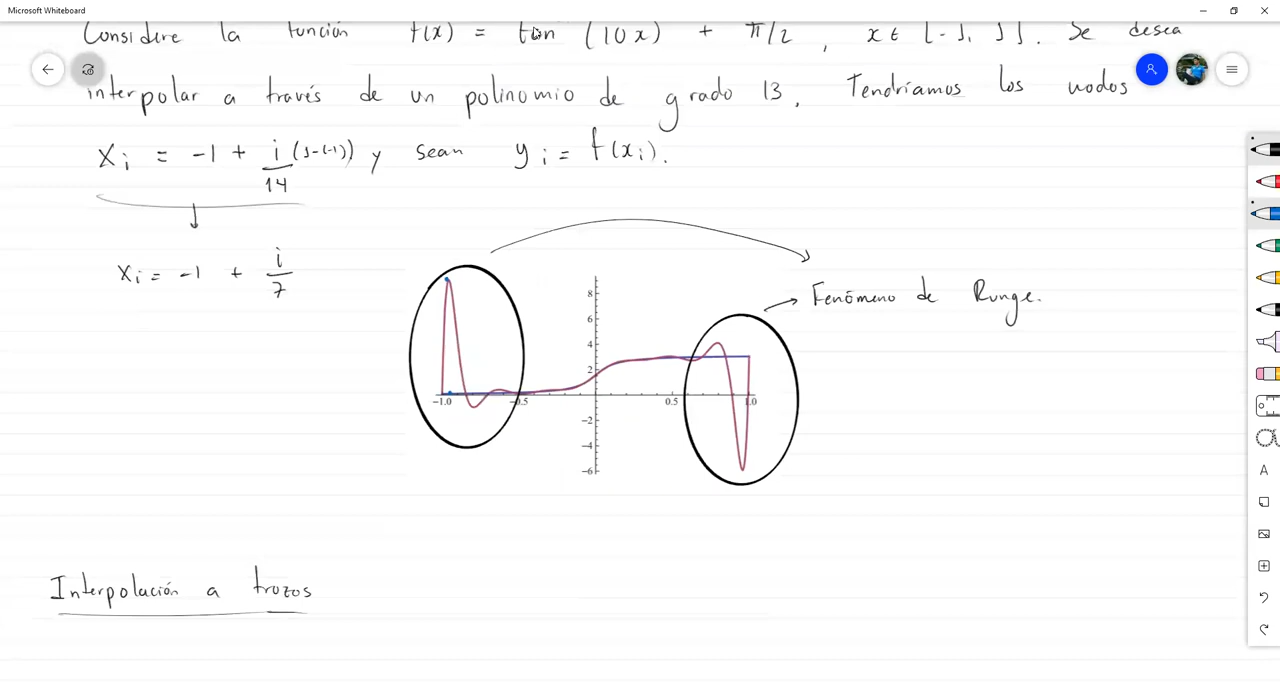 Microsoft Whiteboard
Considere la función f(x) = tan (10x) + π/2 , x ∈ [-1, 1]. Se desea
interpolar a través de un polinomio de grado 13. Tendríamos los nodos
xi = -1 + i/14 (1-(-1)) y sean yi = f(xi).
xi = -1 + i/7
Fenómeno de Runge.
8
6
4
2
-1.0 -0.5 0.5 1.0
-2
-4
-6
Interpolación a trozos
A